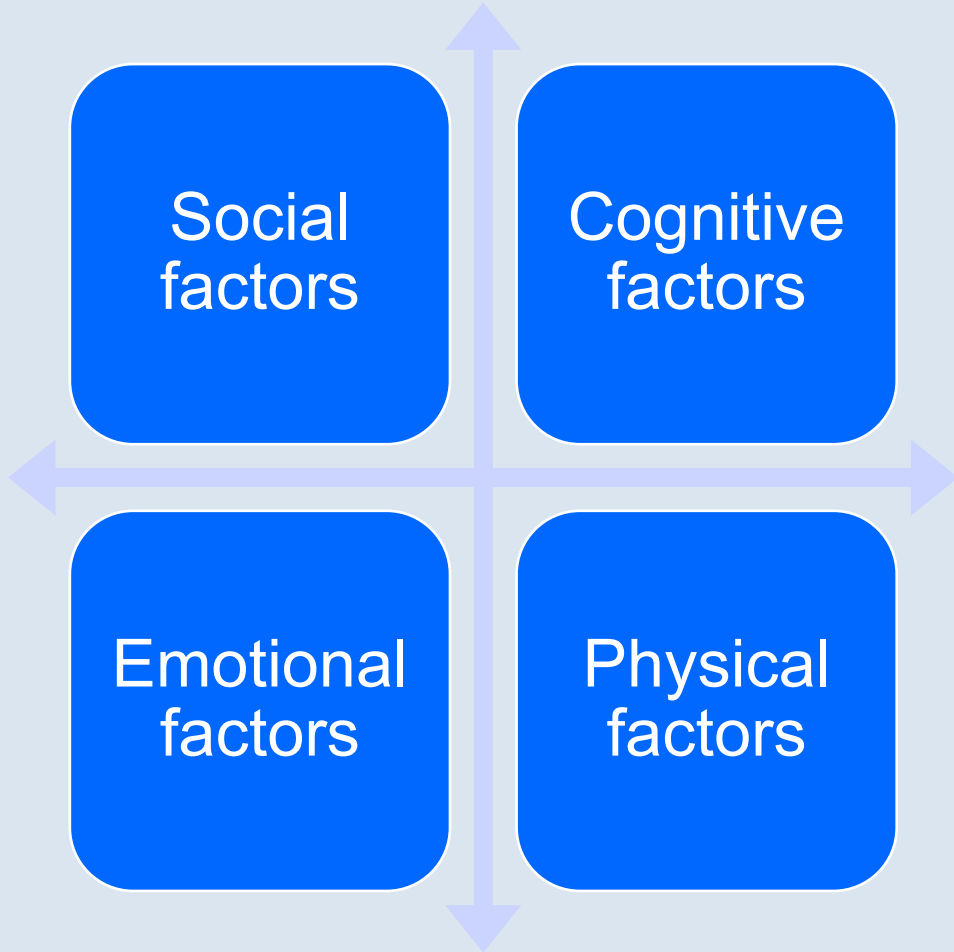 Social
factors
Cognitive
factors
Emotional
factors
Physical
factors